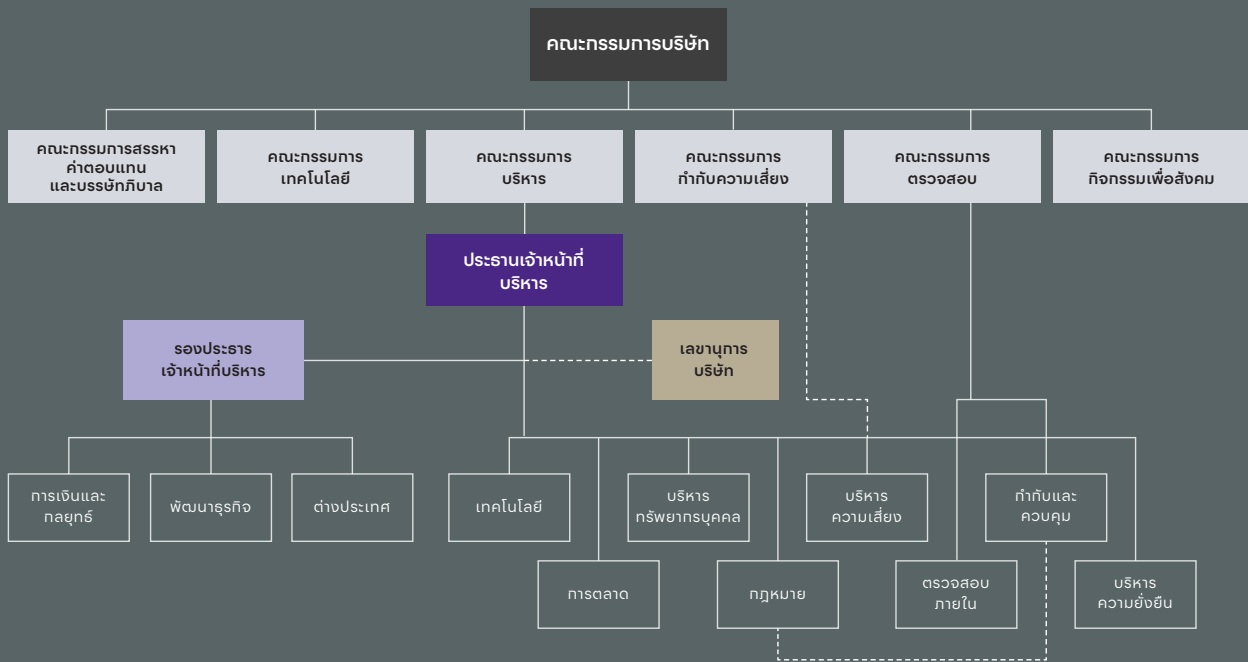 คณะกรรมการบริษัท
คณะกรรมการสรรหา
ค่าตอบแทน
และบรรษัทภิบาล
คณะกรรมการ
เทคโนโลยี
คณะกรรมการ
บริหาร
คณะกรรมการ
กำกับความเสี่ยง
คณะกรรมการ
ตรวจสอบ
คณะกรรมการ
กิจกรรมเพื่อสังคม
ประธานเจ้าหน้าที่
บริหาร
รองประธาร
เจ้าหน้าที่บริหาร
เลขานุการ
บริษัท
การเงินและ
กลยุทธ์
พัฒนาธุรกิจ
ต่างประเทศ
เทคโนโลยี
บริหาร
ทรัพยากรบุคคล
บริหาร
ความเสี่ยง
กำกับและ
ควบคุม
การตลาด
กฎหมาย
ตรวจสอบ
ภายใน
บริหาร
ความยั่งยืน